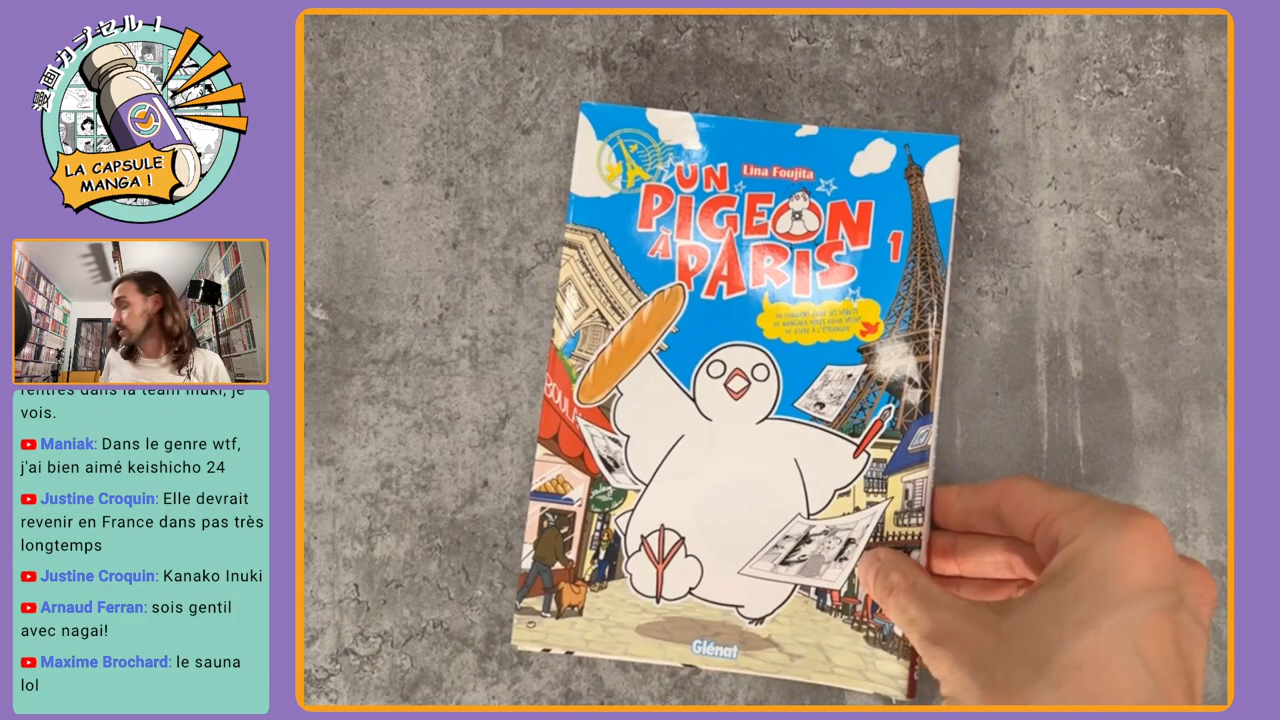 漫画カプセル!
LA CAPSULE
MANGA !
rentrés dans la team Inuki, je
vois.
Maniak: Dans le genre wtf,
j'ai bien aimé keishicho 24
Justine Croquin: Elle devrait
revenir en France dans pas très
longtemps
Justine Croquin: Kanako Inuki
Arnaud Ferran: sois gentil
avec nagai!
Maxime Brochard: le sauna
lol
Lina Foujita
UN
PIGEON
À
PARIS
1
BOULA
Glénat